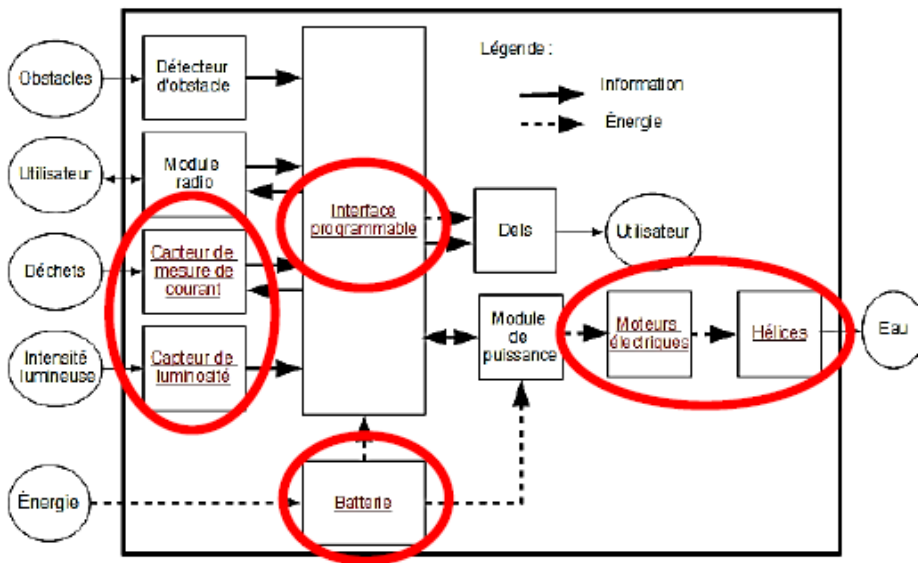 Légende :
Information
Énergie
Obstacles
Détecteur
d'obstacle
Utilisateur
Module
radio
Interface
programmable
Dels
Utilisateur
Déchets
Capteur de
mesure de
courant
Intensité
lumineuse
Capteur de
luminosité
Module
de
puissance
Moteurs
électriques
Hélices
Eau
Énergie
Batterie